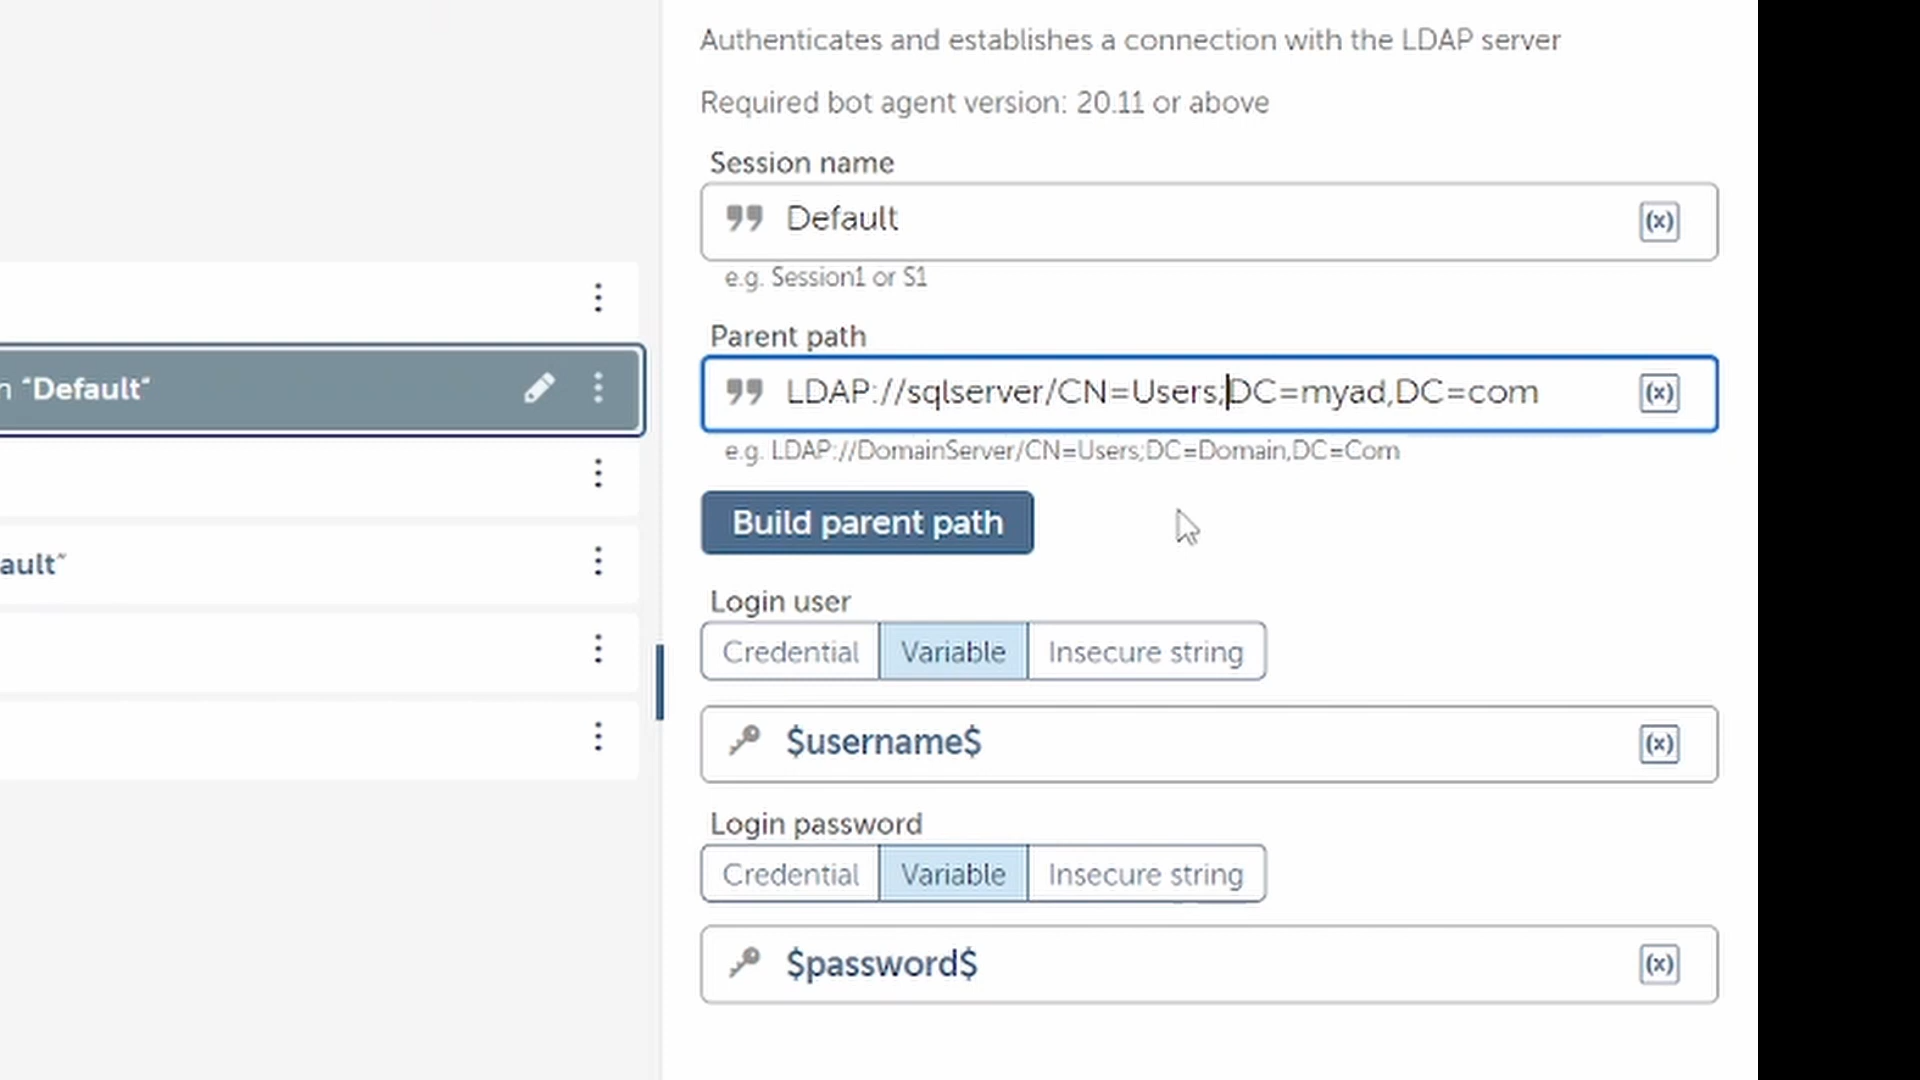 Authenticates and establishes a connection with the LDAP server
Required bot agent version: 20.11 or above
Session name
Default
(x)
e.g. Session1 or S1
Parent path
LDAP://sqlserver/CN=Users;DC=myad,DC=com
(x)
e.g. LDAP://DomainServer/CN=Users;DC=Domain,DC=Com
Build parent path
Login user
Credential Variable Insecure string
$username$
(x)
Login password
Credential Variable Insecure string
$password$
(x)
"Default"
ault"